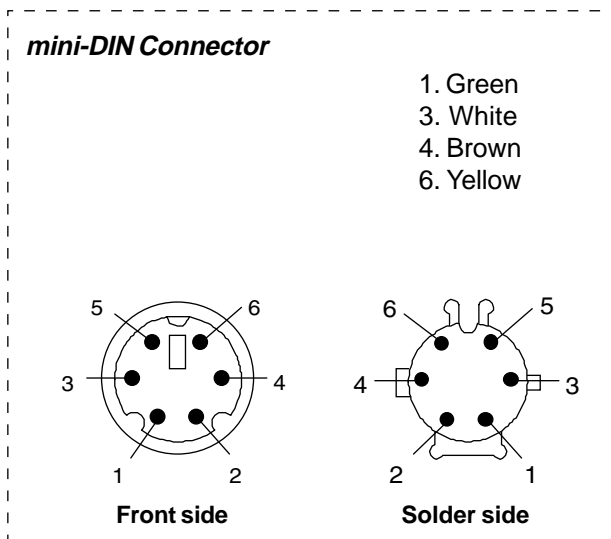 mini-DIN Connector
1. Green
3. White
4. Brown
6. Yellow
5 6
3 4
1 2
Front side
6 5
4 3
2 1
Solder side